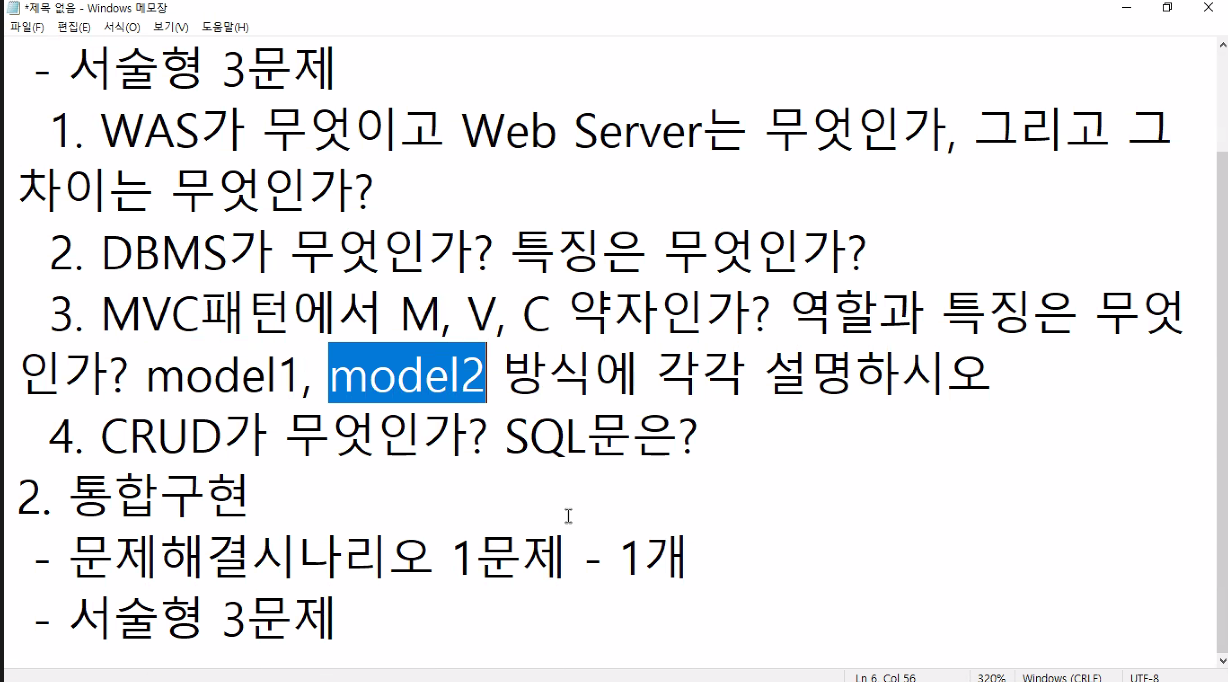 *제목 없음 - Windows 메모장
파일(F) 편집(E) 서식(O) 보기(V) 도움말(H)
- 서술형 3문제
1. WAS가 무엇이고 Web Server는 무엇인가, 그리고 그
차이는 무엇인가?
2. DBMS가 무엇인가? 특징은 무엇인가?
3. MVC패턴에서 M, V, C 약자인가? 역할과 특징은 무엇
인가? model1, model2 방식에 각각 설명하시오
4. CRUD가 무엇인가? SQL문은?
2. 통합구현
- 문제해결시나리오 1문제 - 1개
- 서술형 3문제
Ln 6, Col 56 320% Windows (CRLF) UTF-8